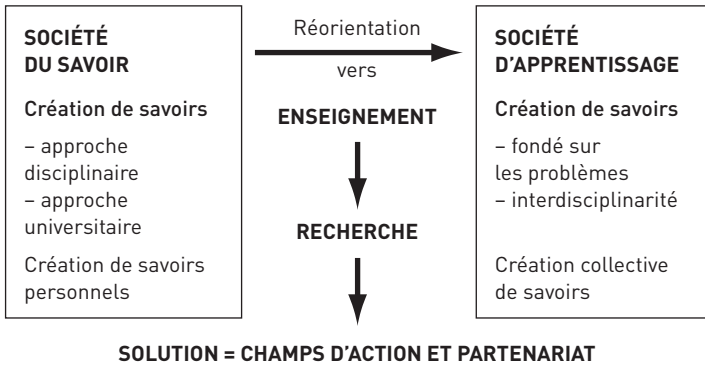 SOCIÉTÉ
DU SAVOIR
Création de savoirs
– approche
disciplinaire
– approche
universitaire
Création de savoirs
personnels
Réorientation
vers
ENSEIGNEMENT
RECHERCHE
SOCIÉTÉ
D'APPRENTISSAGE
Création de savoirs
– fondé sur
les problèmes
– interdisciplinarité
Création collective
de savoirs
SOLUTION = CHAMPS D'ACTION ET PARTENARIAT